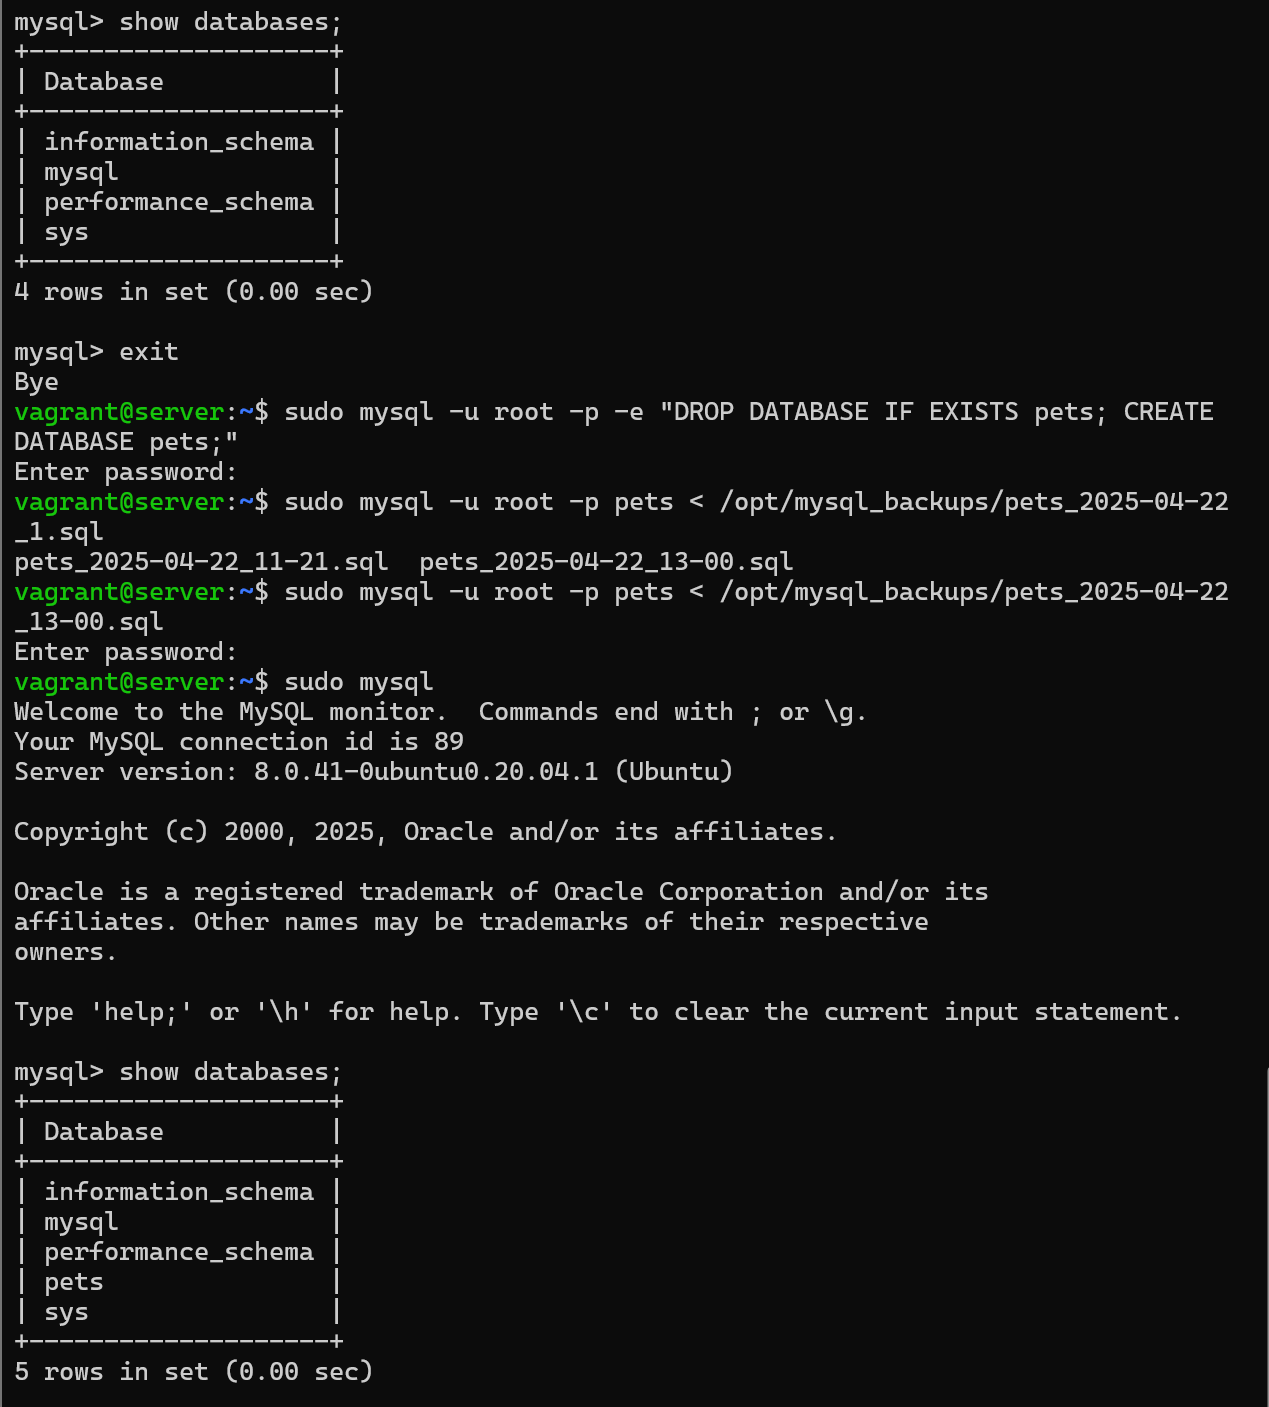 mysql> show databases;
+--------------------+
| Database           |
+--------------------+
| information_schema |
| mysql              |
| performance_schema |
| sys                |
+--------------------+
4 rows in set (0.00 sec)

mysql> exit
Bye
vagrant@server:~$ sudo mysql -u root -p -e "DROP DATABASE IF EXISTS pets; CREATE
DATABASE pets;"
Enter password:
vagrant@server:~$ sudo mysql -u root -p pets < /opt/mysql_backups/pets_2025-04-22
_1.sql
pets_2025-04-22_11-21.sql  pets_2025-04-22_13-00.sql
vagrant@server:~$ sudo mysql -u root -p pets < /opt/mysql_backups/pets_2025-04-22
_13-00.sql
Enter password:
vagrant@server:~$ sudo mysql
Welcome to the MySQL monitor.  Commands end with ; or \g.
Your MySQL connection id is 89
Server version: 8.0.41-0ubuntu0.20.04.1 (Ubuntu)

Copyright (c) 2000, 2025, Oracle and/or its affiliates.

Oracle is a registered trademark of Oracle Corporation and/or its
affiliates. Other names may be trademarks of their respective
owners.

Type 'help;' or '\h' for help. Type '\c' to clear the current input statement.

mysql> show databases;
+--------------------+
| Database           |
+--------------------+
| information_schema |
| mysql              |
| performance_schema |
| pets               |
| sys                |
+--------------------+
5 rows in set (0.00 sec)